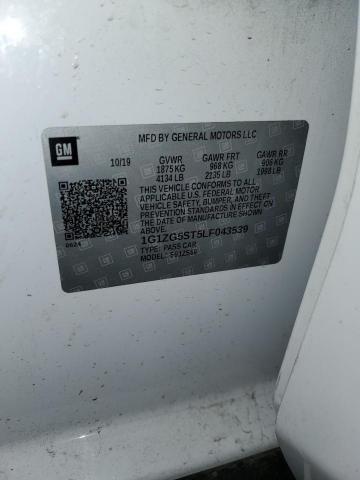 GM
MFD BY GENERAL MOTORS LLC
10/19 GVWR GAWR FRT GAWR RR
1875 KG 968 KG 906 KG
4134 LB 2135 LB 1998 LB
THIS VEHICLE CONFORMS TO ALL
APPLICABLE U.S. FEDERAL MOTOR
VEHICLE SAFETY, BUMPER, AND THEFT
PREVENTION STANDARDS IN EFFECT ON
THE DATE OF MANUFACTURE SHOWN ABOVE.
1G1ZG5ST5LF043539
TYPE: PASS CAR
MODEL:
0624